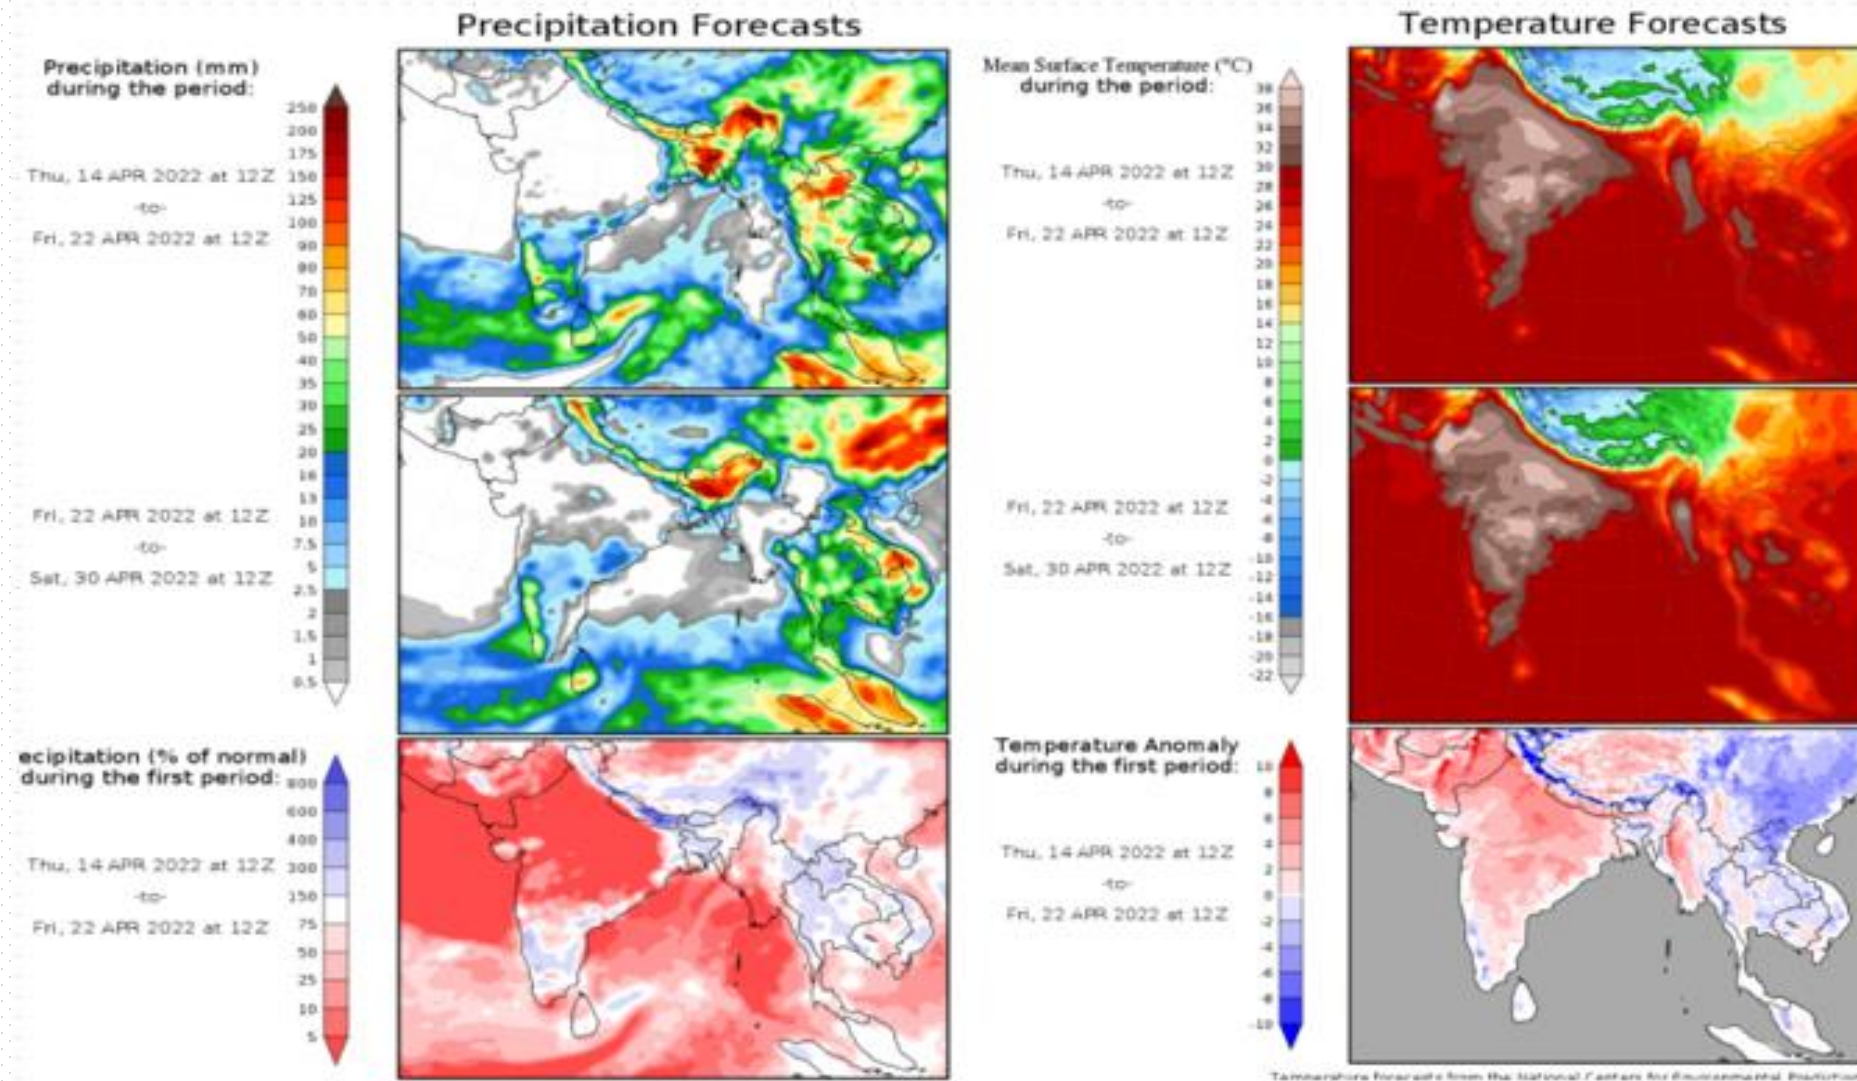 Precipitation Forecasts
Precipitation (mm)
during the period:
250
200
175
150
125
100
90
80
70
60
50
40
35
30
25
20
16
13
10
7.5
5
2.5
2
1.5
1
0.5
Thu, 14 APR 2022 at 12Z
-to-
Fri, 22 APR 2022 at 12Z
Fri, 22 APR 2022 at 12Z
-to-
Sat, 30 APR 2022 at 12Z
ecipitation (% of normal)
during the first period:
800
600
400
300
150
75
50
25
10
5
Thu, 14 APR 2022 at 12Z
-to-
Fri, 22 APR 2022 at 12Z
Temperature Forecasts
Mean Surface Temperature (°C)
during the period:
38
36
34
32
30
28
26
24
22
20
18
16
14
12
10
8
6
4
2
0
-2
-4
-6
-8
-10
-12
-14
-16
-18
-20
-22
Thu, 14 APR 2022 at 12Z
-to-
Fri, 22 APR 2022 at 12Z
Fri, 22 APR 2022 at 12Z
-to-
Sat, 30 APR 2022 at 12Z
Temperature Anomaly
during the first period:
10
8
6
4
2
0
-2
-4
-6
-8
-10
Thu, 14 APR 2022 at 12Z
-to-
Fri, 22 APR 2022 at 12Z
Temperature forecasts from the National Centers for Environmental Prediction